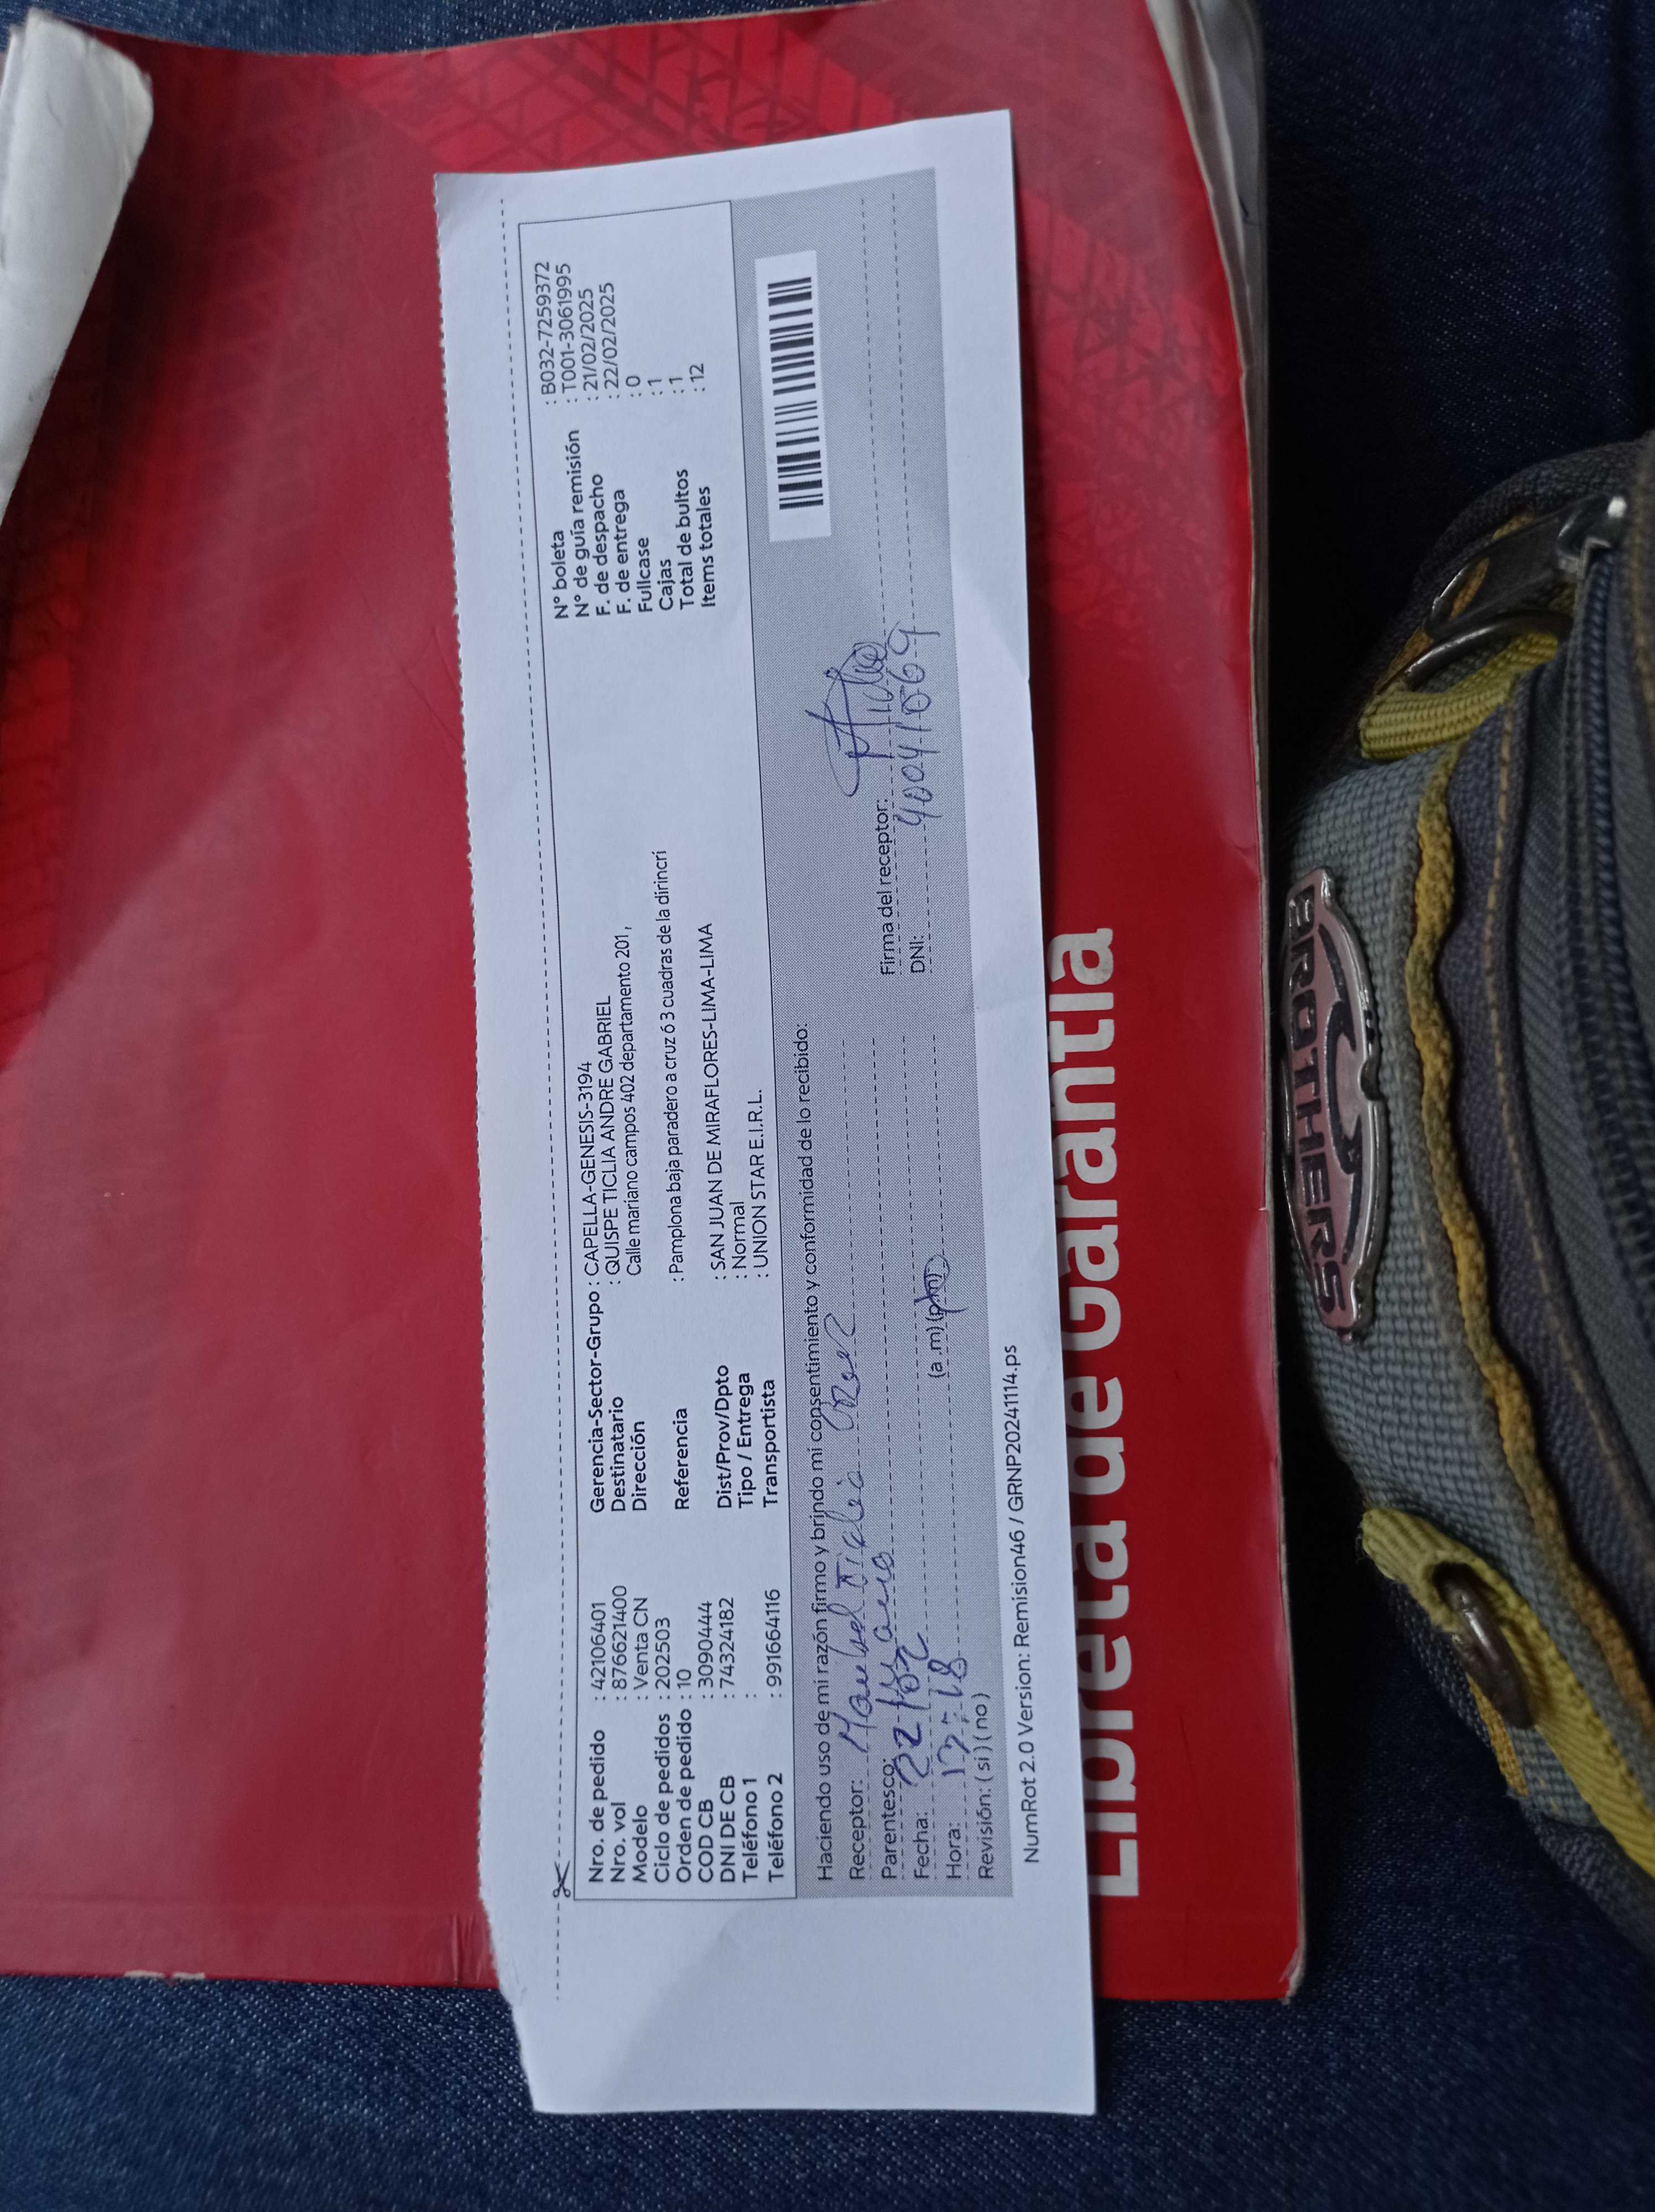 Nro. de pedido : 42106401
Nro. vol : 876621400
Modelo : Venta CN
Ciclo de pedidos : 202503
Orden de pedido : 10
COD CB : 3090444
DNI DE CB : 74324182
Teléfono 1 :
Teléfono 2 : 991664116
Gerencia-Sector-Grupo : CAPELLA-GENESIS-3194
Destinatario : QUISPE TICLIA ANDRE GABRIEL
Dirección Calle mariano campos 402 departamento 201,
Referencia : Pamplona baja paradero a cruz ó 3 cuadras de la dirincri
Dist/Prov/Dpto : SAN JUAN DE MIRAFLORES-LIMA-LIMA
Tipo / Entrega : Normal
Transportista : UNION STAR E.I.R.L.
N° boleta : B032-7259372
N° de guía remisión : T001-3061995
F. de despacho : 21/02/2025
F. de entrega : 22/02/2025
Fullcase : 0
Cajas : 1
Total de bultos : 1
Items totales : 12
Haciendo uso de mi razón firmo y brindo mi consentimiento y conformidad de lo recibido:
Receptor: Ticlia
Parentesco:
Fecha: 22
Hora: 17:18 (a.m) (p.m)
Revisión: (si) (no)
Firma del receptor:
DNI: 40041069
NumRot 2.0 Version: Remision46 / GRNP20241114.ps
Libreta de Garantía
BROTHERS